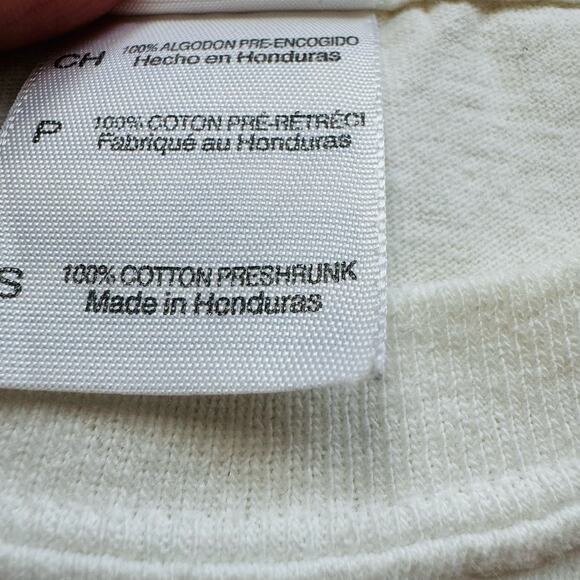 CH 100% ALGODON PRE-ENCOGIDO
Hecho en Honduras
P 100% COTON PRÉ-RÉTRÉCI
Fabriqué au Honduras
S 100% COTTON PRESHRUNK
Made in Honduras